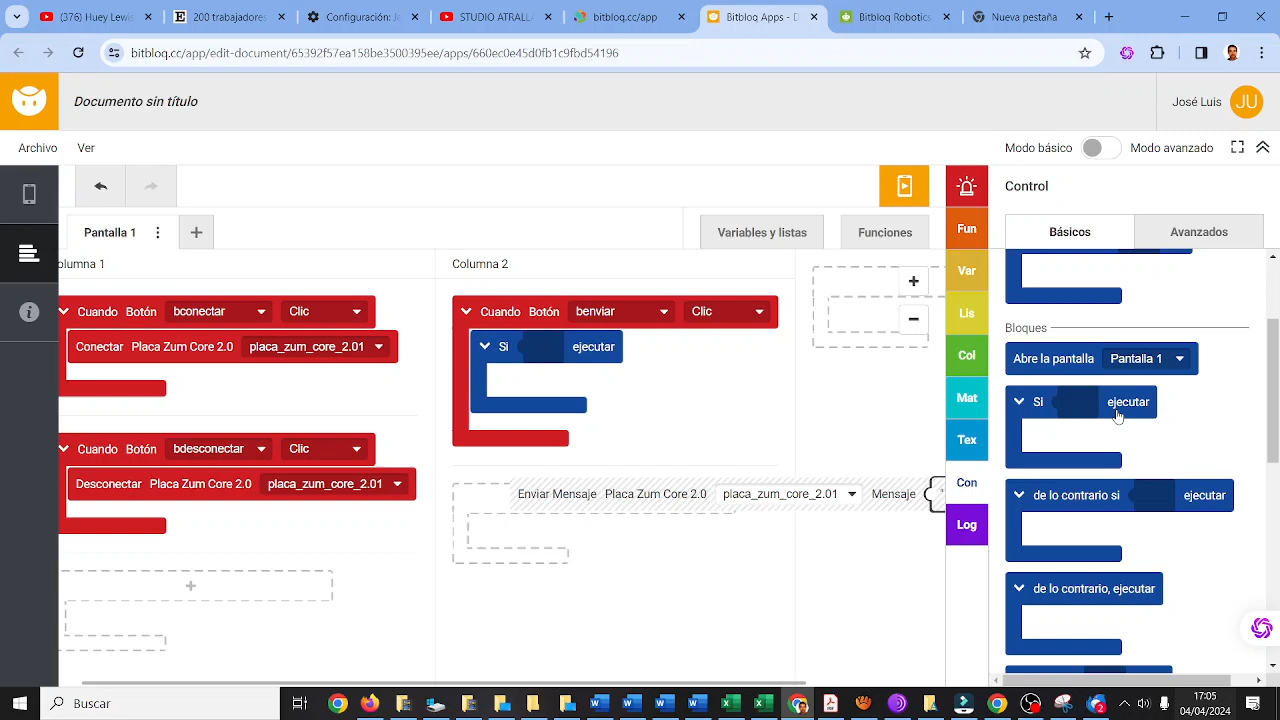 0376: Huey Lewis
200 trabajadores
Configuración: J
STUDIO ATRALL
bitbloq.cc/app
Bitbloq Apps - D
Bitbloq Docs
Nueva pestaña
bitbloq.cc/app/edit-document/65392f57ea158be3500395ee/apps/660ec0e45d0fb1c9fbd54196
Documento sin título
José Luis
JU
Archivo Ver
Modo básico Modo avanzado
Pantalla 1
Variables y listas
Funciones
Control
Básicos Avanzados
olumna 1
Columna 2
Cuando Botón bconectar Clic
Conectar Placa Zum Core 2.0 placa_zum_core_2.01
Cuando Botón bdesconectar Clic
Desconectar Placa Zum Core 2.0 placa_zum_core_2.01
+
Cuando Botón benviar Clic
Si ejecutar
Enviar Mensaje Placa Zum Core 2.0 placa_zum_core_2.01 Mensaje
Fun
Var
Lis
Col
Mat
Tex
Con
Log
Bloques
Abre la pantalla Pantalla 1
Si ejecutar
de lo contrario si ejecutar
de lo contrario, ejecutar
Buscar
17:05
04/04/2024